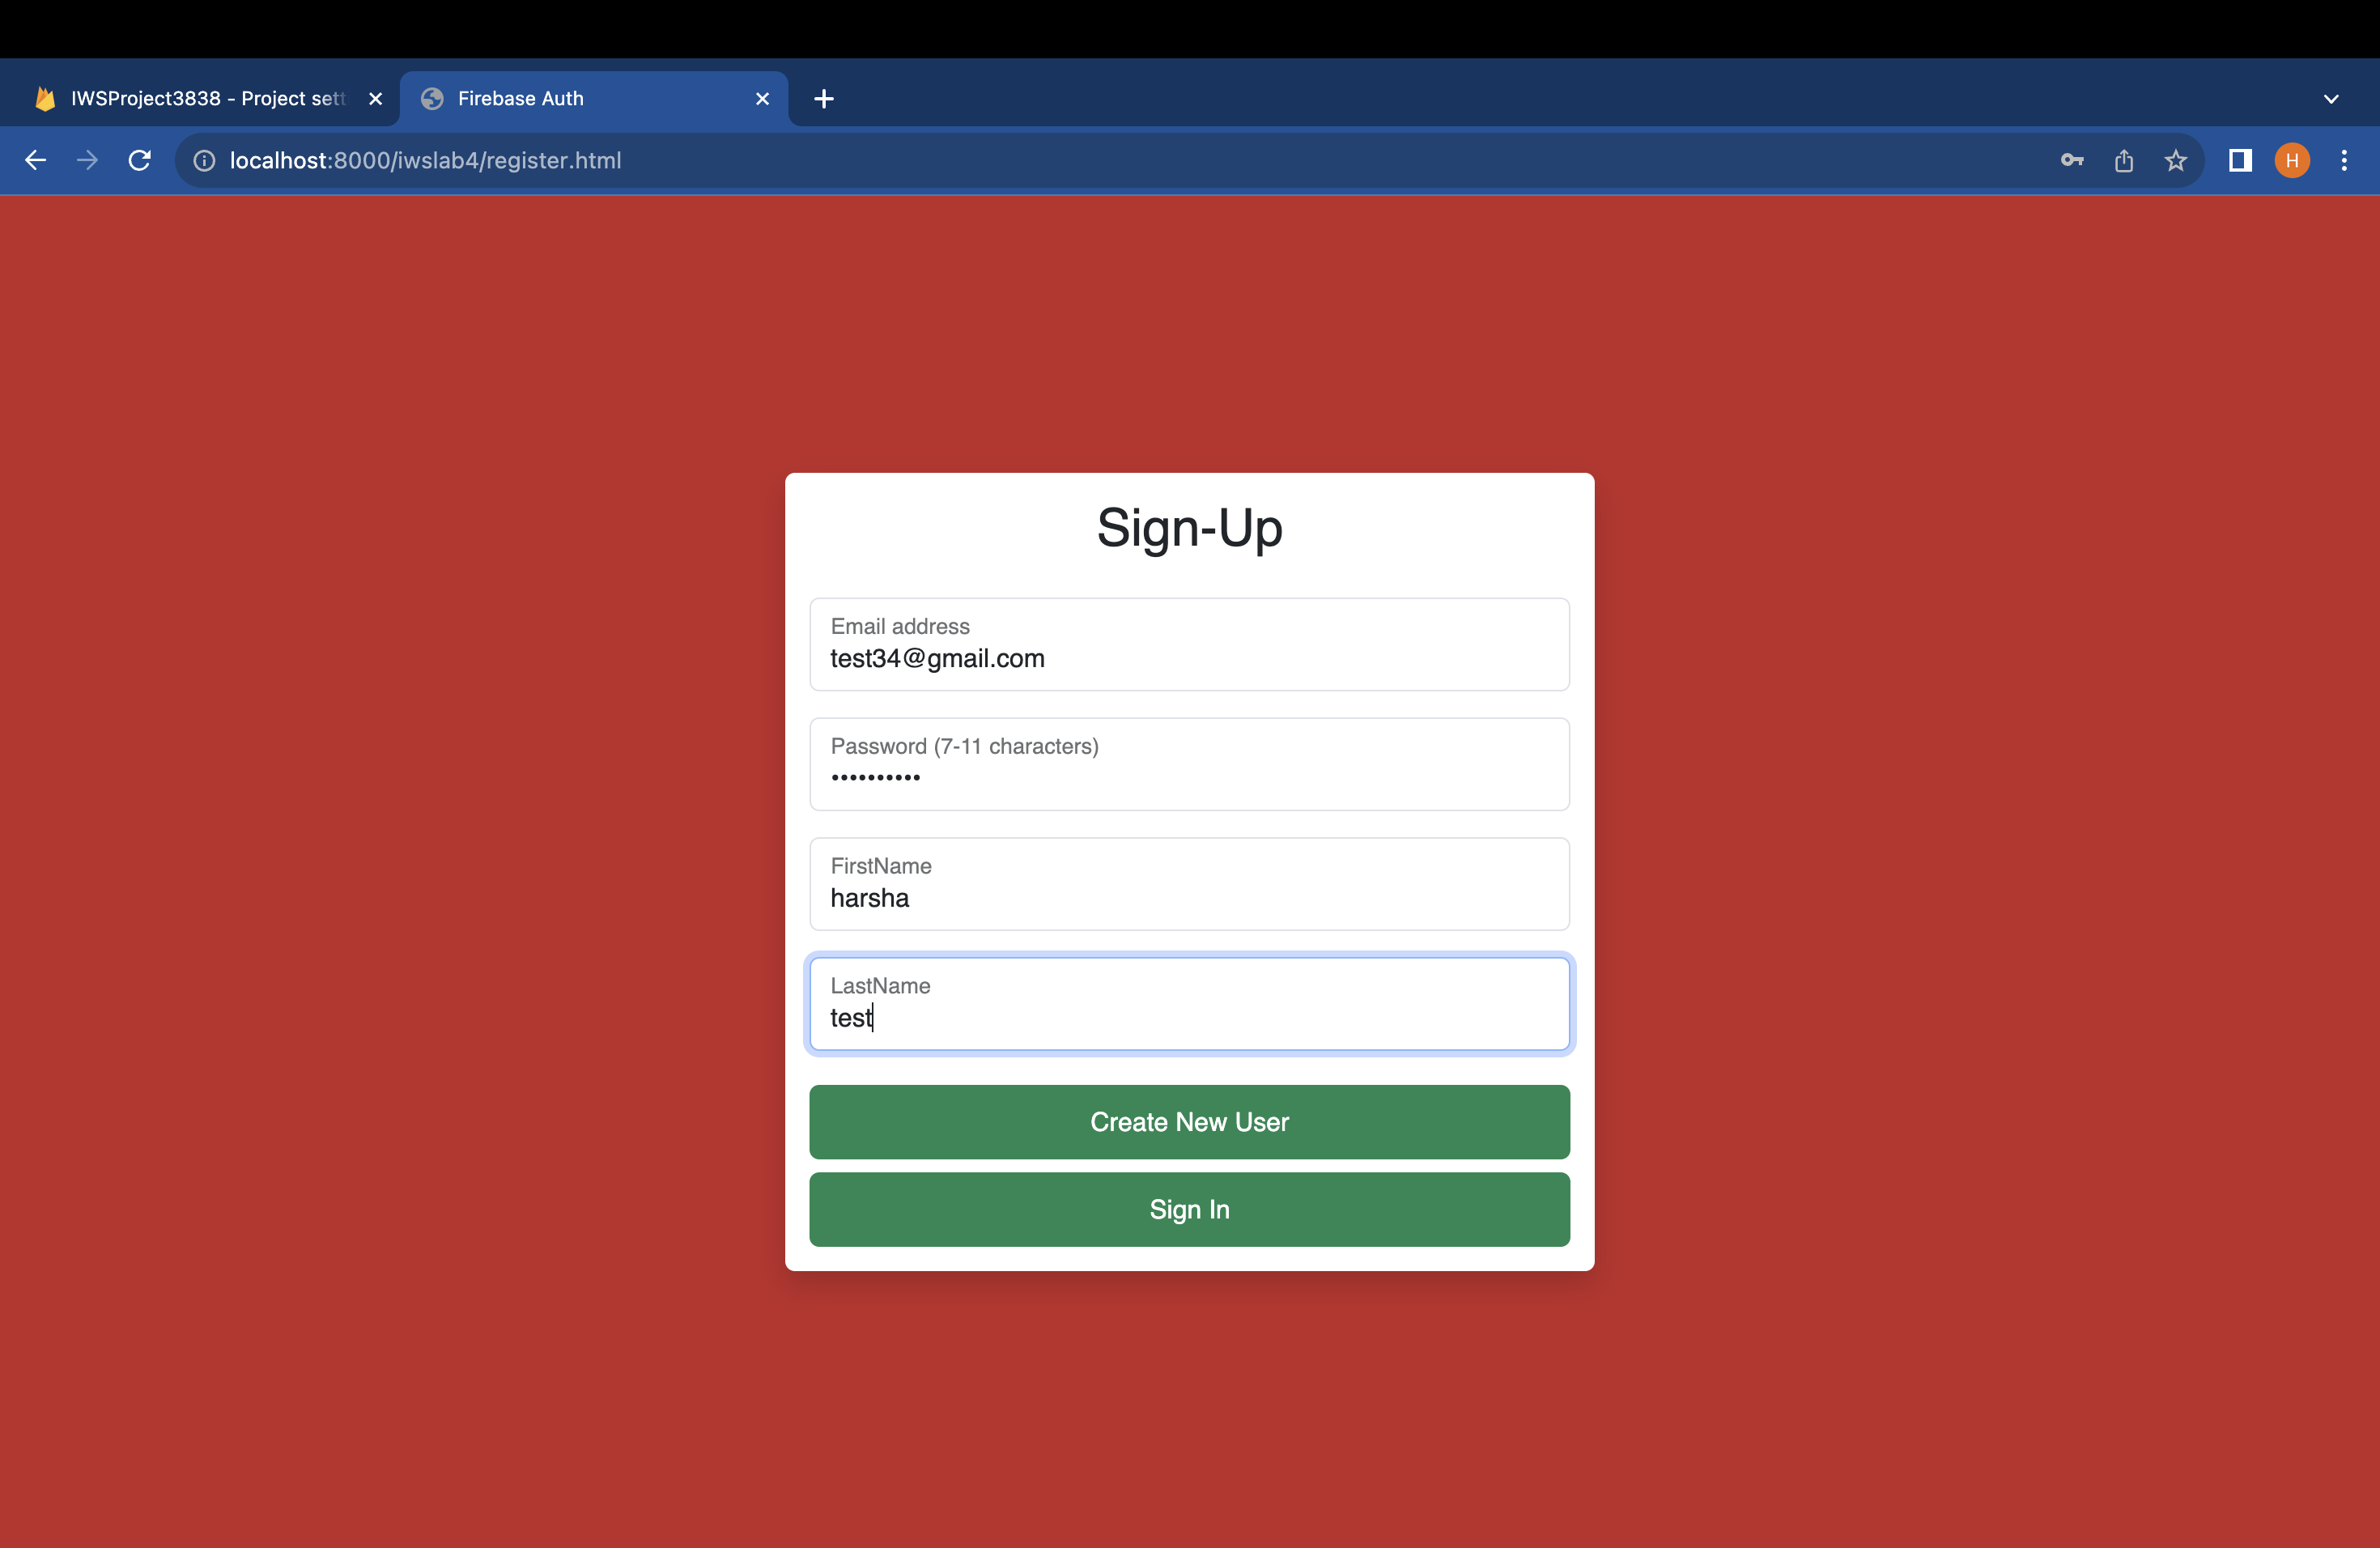 IWSProject3838 - Project sett
Firebase Auth
localhost:8000/iwslab4/register.html
H
Sign-Up
Email address
test34@gmail.com
Password (7-11 characters)
••••••••••
FirstName
harsha
LastName
test
Create New User
Sign In